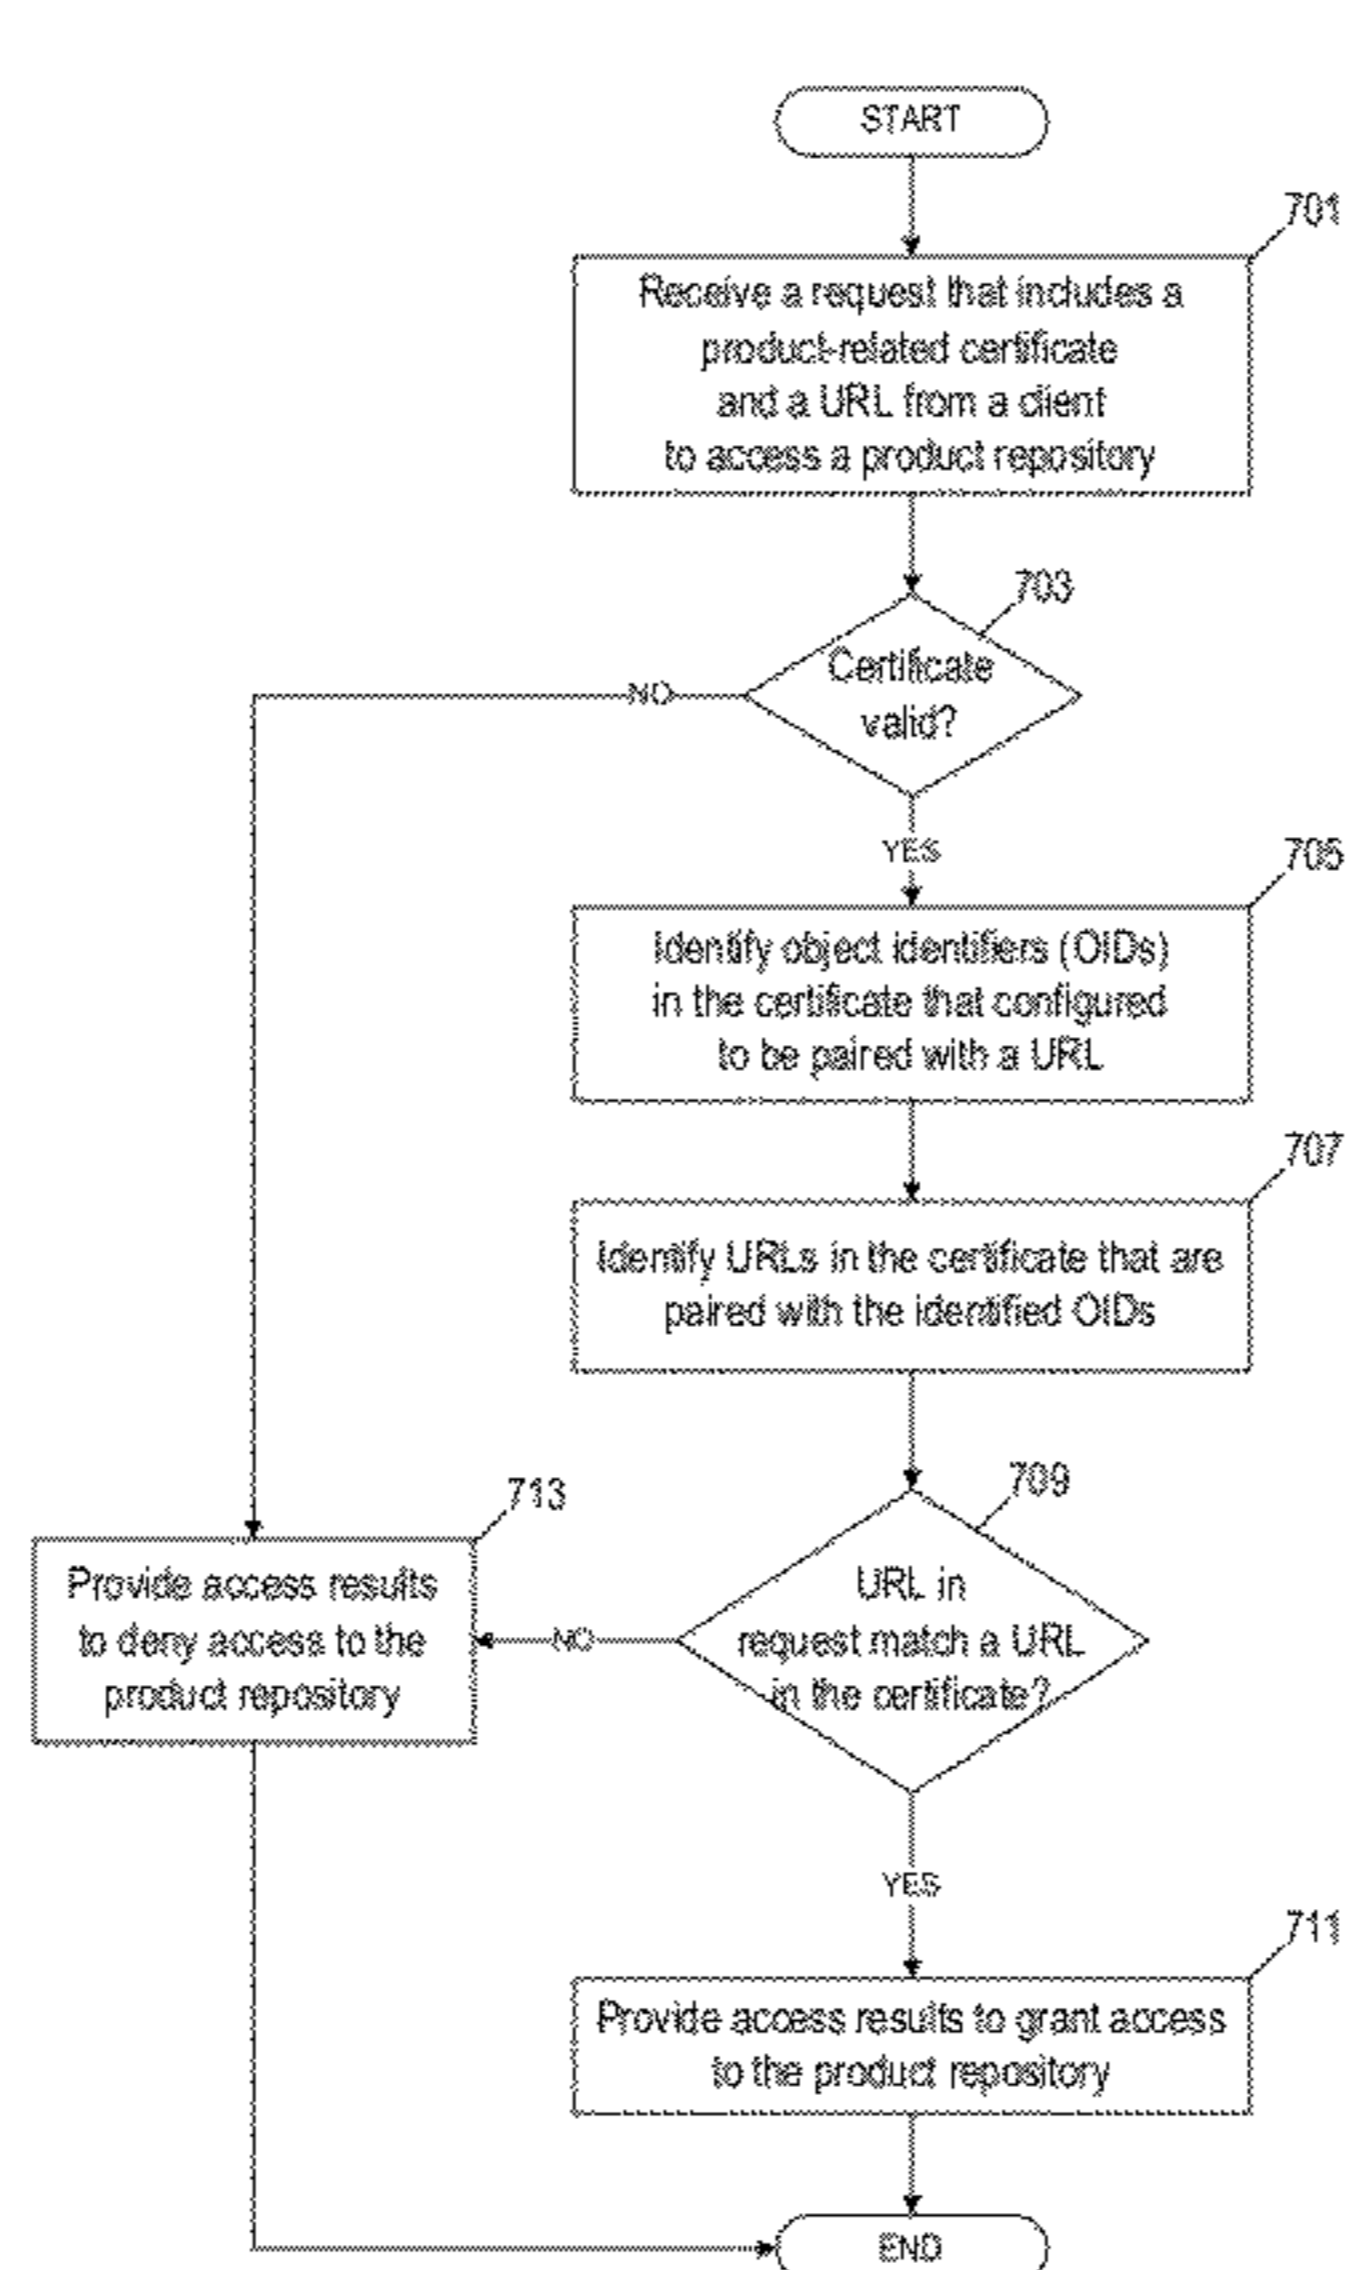 START
701
Receive a request that includes a
product-related certificate
and a URL from a client
to access a product repository
703
Certificate
valid?
NO
YES
705
Identify object identifiers (OIDs)
in the certificate that configured
to be paired with a URL
707
Identify URLs in the certificate that are
paired with the identified OIDs
709
URL in
request match a URL
in the certificate?
NO
713
Provide access results
to deny access to the
product repository
YES
711
Provide access results to grant access
to the product repository
END